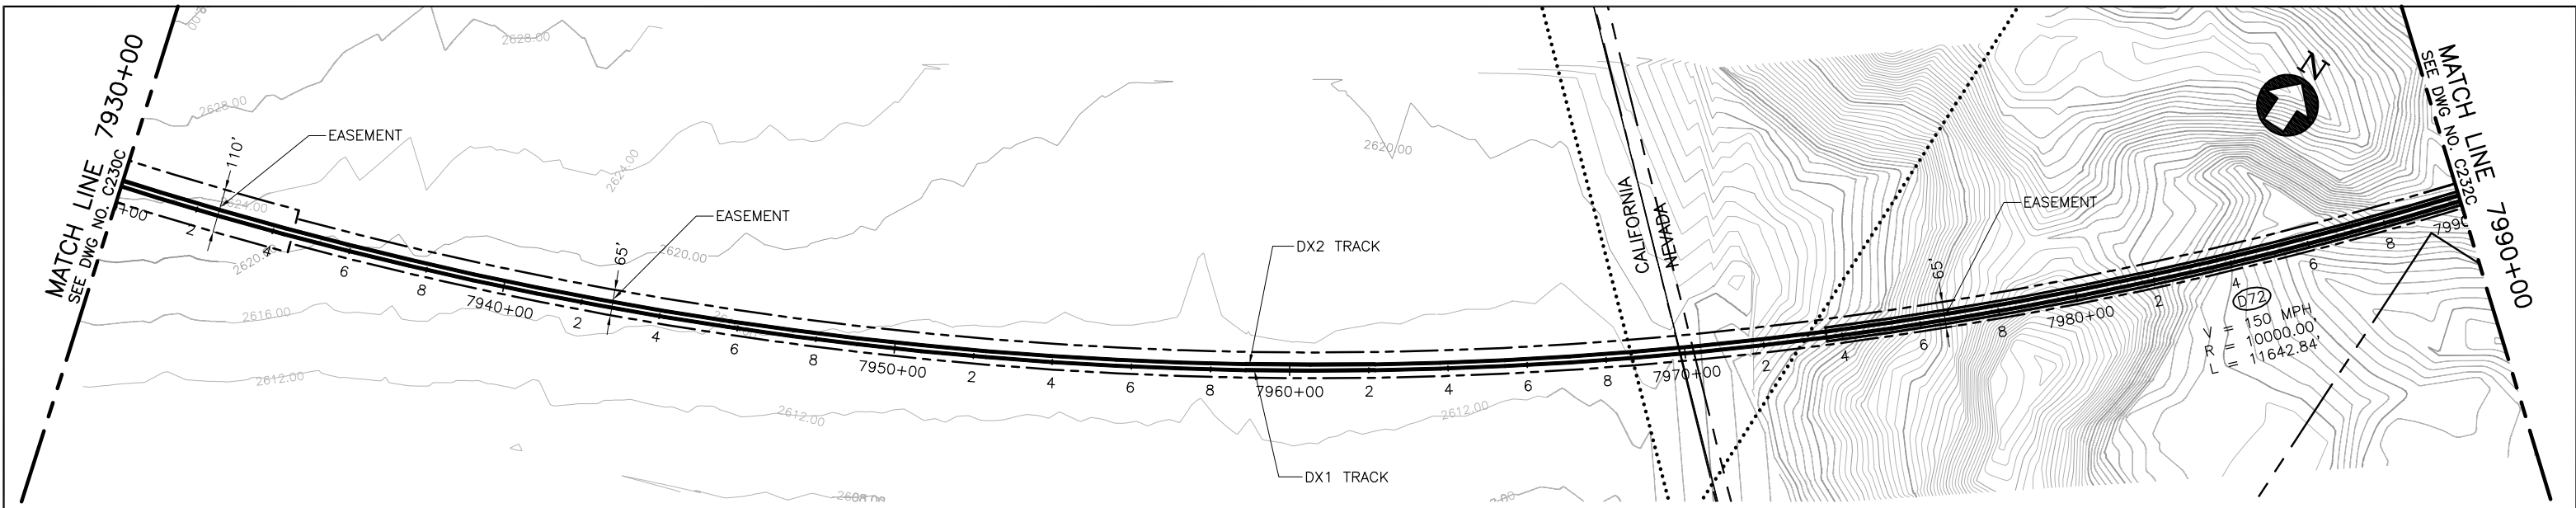 MATCH LINE 7930+00
SEE DWG NO. C230C
+00
2
4
6
8
7940+00
2
4
6
8
7950+00
2
4
6
8
7960+00
2
4
6
8
7970+00
2
4
6
8
7980+00
2
4
6
8
110'
EASEMENT
65'
EASEMENT
DX2 TRACK
DX1 TRACK
CALIFORNIA
NEVADA
65'
EASEMENT
N
D72
V = 150 MPH
R = 10000.00'
L = 11642.84'
MATCH LINE 7990+00
SEE DWG NO. C232C
2628.00
2628.00
2624.00
2624.00
2620.00
2620.00
2616.00
2612.00
2612.00
2612.00